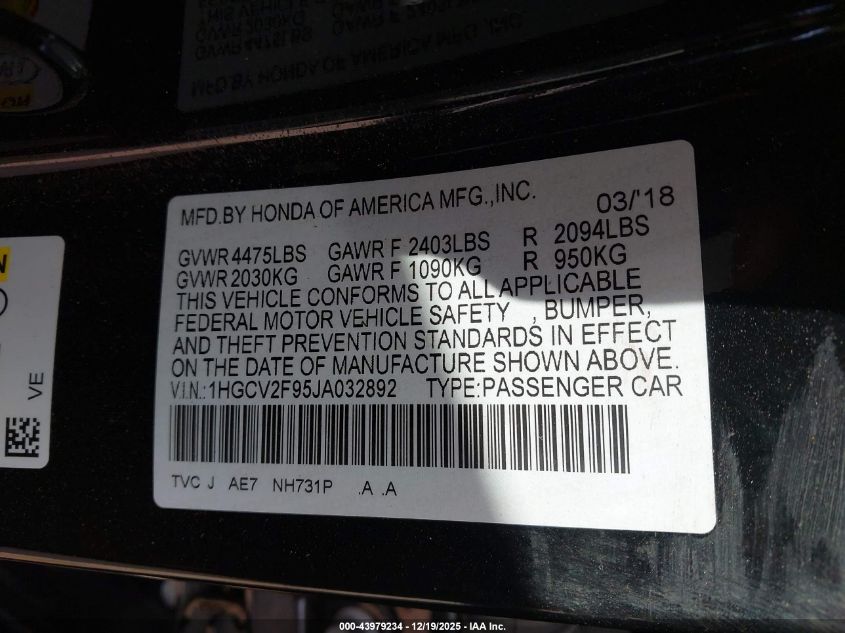 MFD.BY HONDA OF AMERICA MFG.,INC. 03/'18
GVWR 4475LBS GAWR F 2403LBS R 2094LBS
GVWR 2030KG GAWR F 1090KG R 950KG
THIS VEHICLE CONFORMS TO ALL APPLICABLE
FEDERAL MOTOR VEHICLE SAFETY , BUMPER,
AND THEFT PREVENTION STANDARDS IN EFFECT
ON THE DATE OF MANUFACTURE SHOWN ABOVE.
V.I.N.:1HGCV2F95JA032892 TYPE:PASSENGER CAR
TVC J AE7 NH731P .A .A
VE
000-43979234 - 12/19/2025 - IAA Inc.